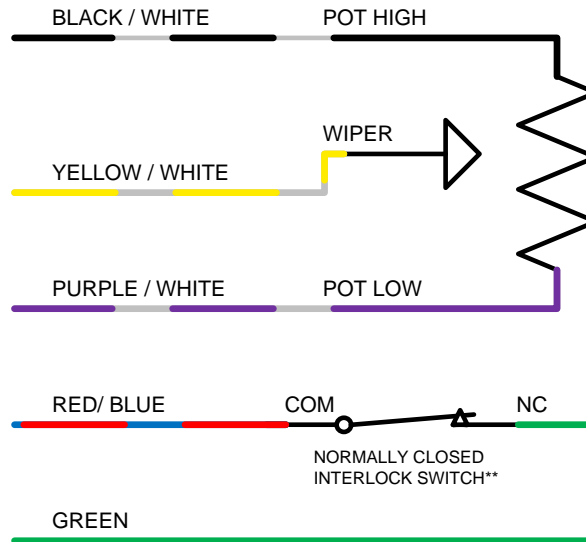 BLACK / WHITE
POT HIGH
WIPER
YELLOW / WHITE
PURPLE / WHITE
POT LOW
RED/ BLUE
COM
NC
NORMALLY CLOSED
INTERLOCK SWITCH**
GREEN